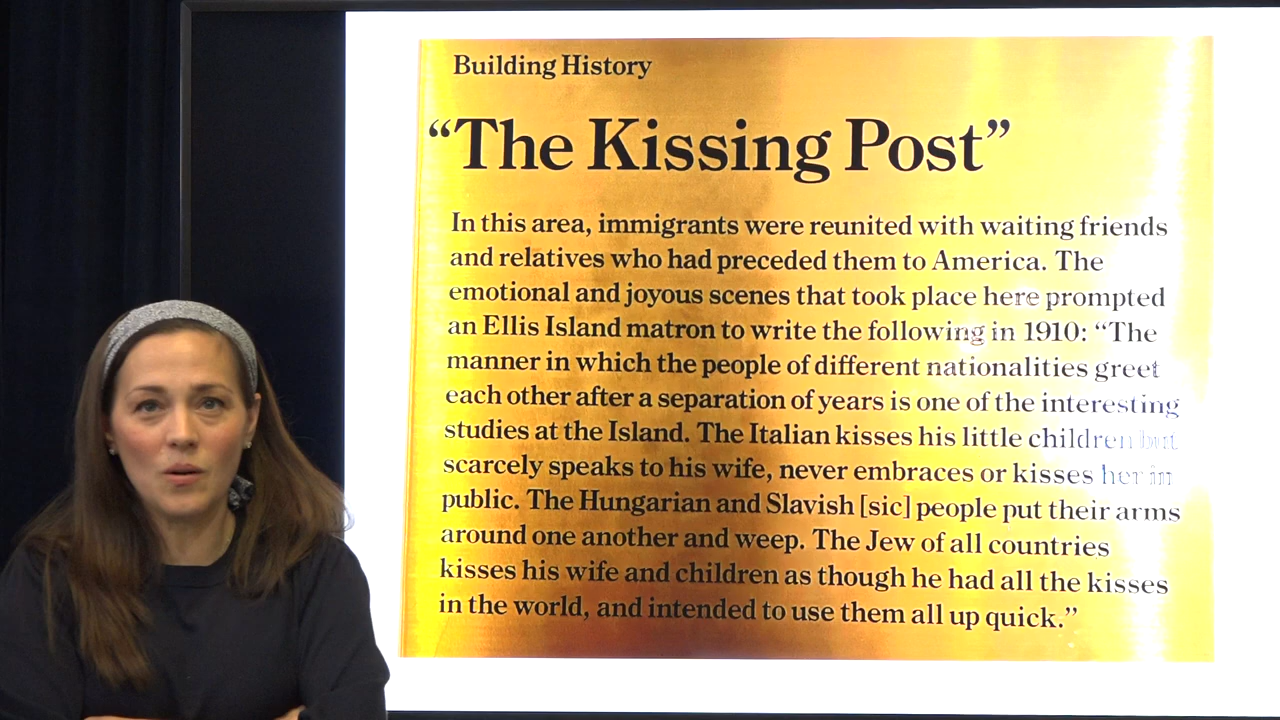 Building History
“The Kissing Post”
In this area, immigrants were reunited with waiting friends
and relatives who had preceded them to America. The
emotional and joyous scenes that took place here prompted
an Ellis Island matron to write the following in 1910: “The
manner in which the people of different nationalities greet
each other after a separation of years is one of the interesting
studies at the Island. The Italian kisses his little children but
scarcely speaks to his wife, never embraces or kisses her in
public. The Hungarian and Slavish [sic] people put their arms
around one another and weep. The Jew of all countries
kisses his wife and children as though he had all the kisses
in the world, and intended to use them all up quick.”